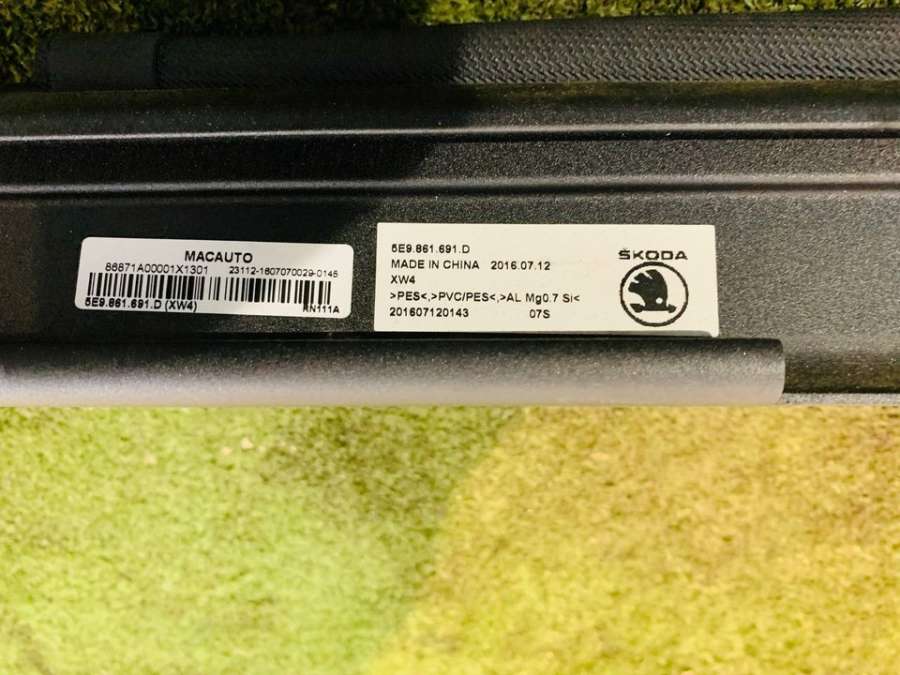 MACAUTO
86871A00001X1301 23112-1607070029-0146
5E9.861.691.D (XW4) RN111A
5E9.861.691.D
MADE IN CHINA 2016.07.12
XW4
>PES<,>PVC/PES<,>AL Mg0.7 Si<
201607120143 07S
ŠKODA